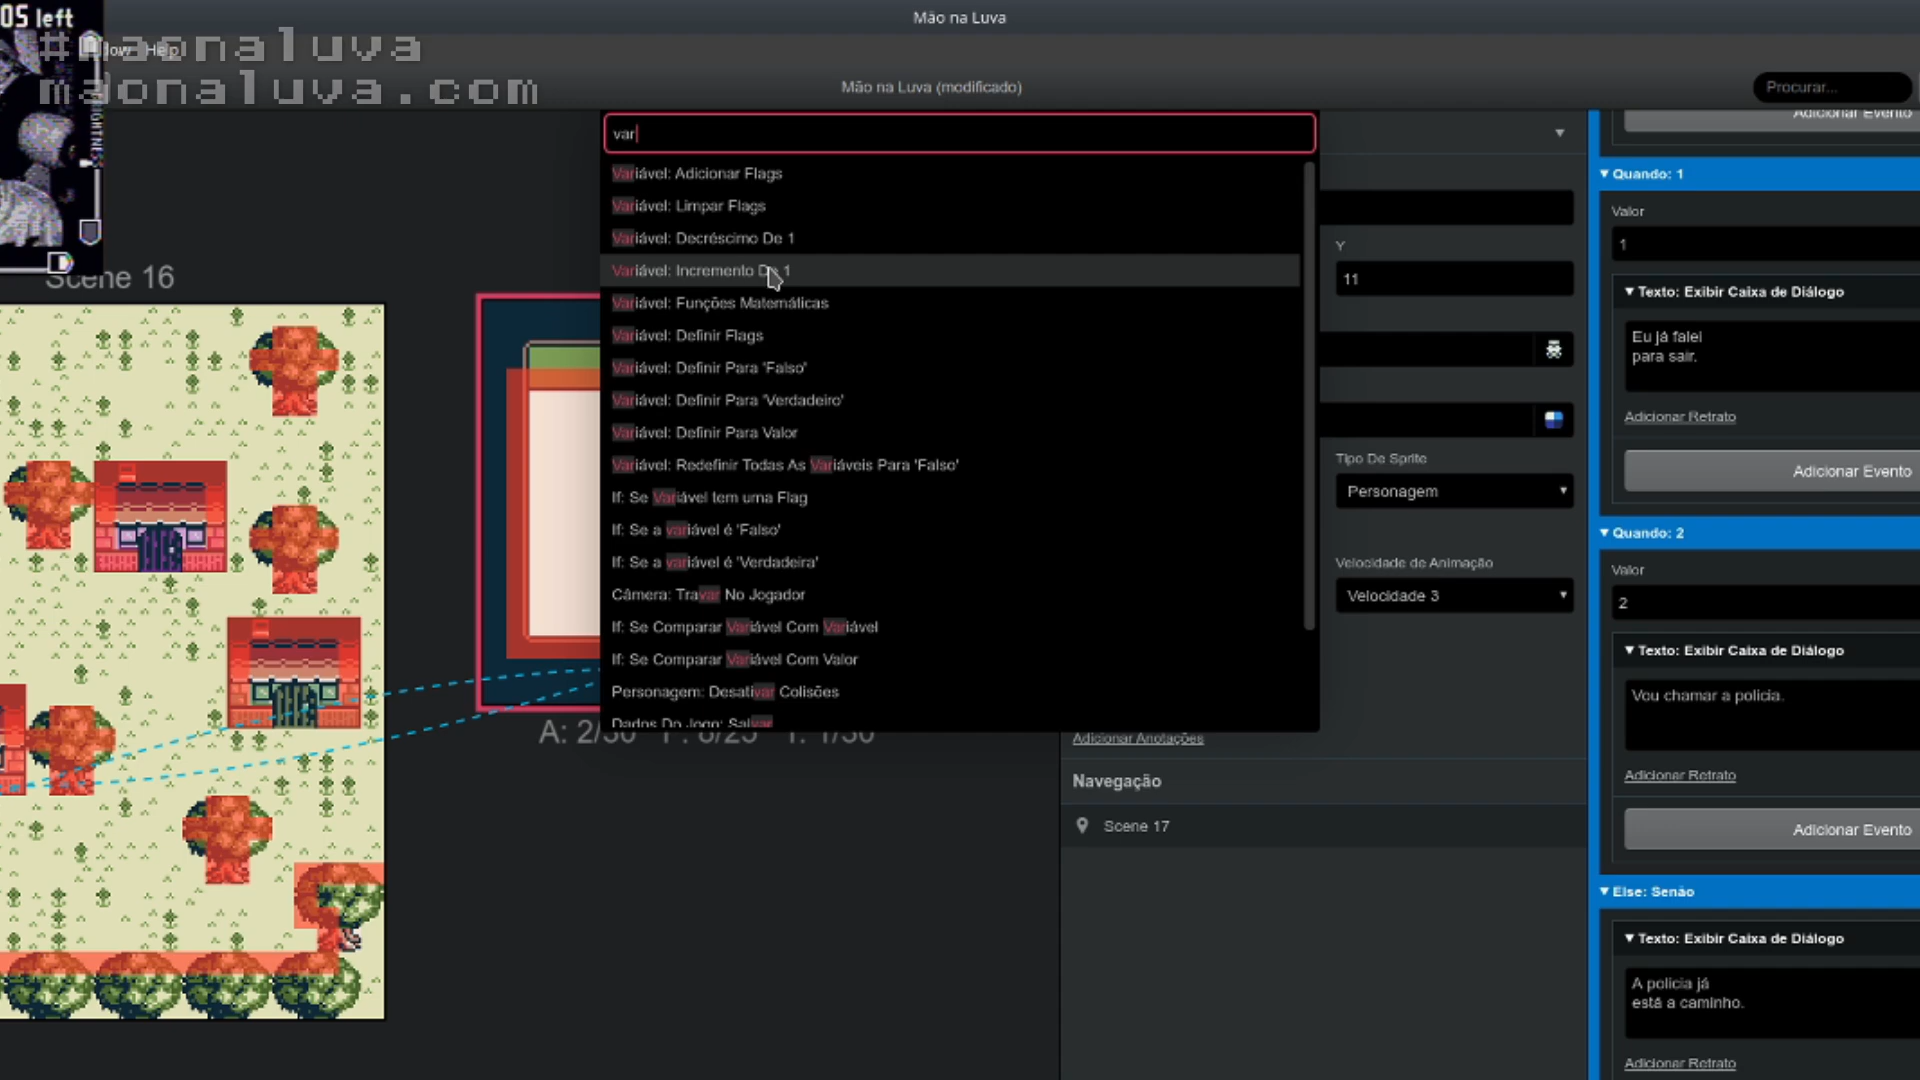 05 left
Mão na Luva
#maonaluva
Help
maonaluva.com
Mão na Luva (modificado)
Procurar...
var
Variável: Adicionar Flags
Variável: Limpar Flags
Variável: Decréscimo De 1
Variável: Incremento De 1
Variável: Funções Matemáticas
Variável: Definir Flags
Variável: Definir Para 'Falso'
Variável: Definir Para 'Verdadeiro'
Variável: Definir Para Valor
Variável: Redefinir Todas As Variáveis Para 'Falso'
If: Se Variável tem uma Flag
If: Se a variável é 'Falso'
If: Se a variável é 'Verdadeira'
Câmera: Travar No Jogador
If: Se Comparar Variável Com Variável
If: Se Comparar Variável Com Valor
Personagem: Desativar Colisões
Dados Do Jogo: Salvar
Scene 16
Y
11
Tipo De Sprite
Personagem
Velocidade de Animação
Velocidade 3
Adicionar Anotações
Navegação
Scene 17
Adicionar Evento
Quando: 1
Valor
1
Texto: Exibir Caixa de Diálogo
Eu já falei
para sair.
Adicionar Retrato
Adicionar Evento
Quando: 2
Valor
2
Texto: Exibir Caixa de Diálogo
Vou chamar a policia.
Adicionar Retrato
Adicionar Evento
Else: Senão
Texto: Exibir Caixa de Diálogo
A policia já
está a caminho.
Adicionar Retrato